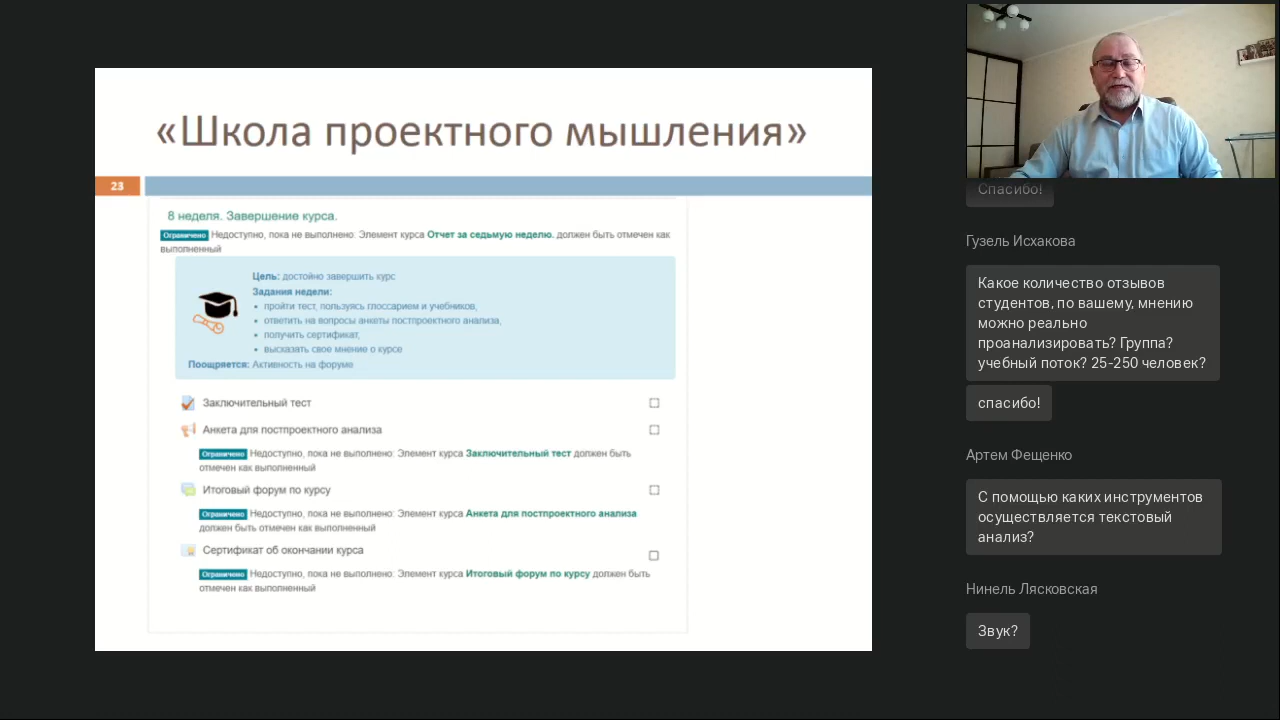 «Школа проектного мышления»
23
8 неделя. Завершение курса.
Ограничено Недоступно, пока не выполнено: Элемент курса Отчет за седьмую неделю. должен быть отмечен как
выполненный
Цель: достойно завершить курс
Задания недели:
• пройти тест, пользуясь глоссарием и учебников,
• ответить на вопросы анкеты постпроектного анализа,
• получить сертификат,
• высказать свое мнение о курсе
Поощряется: Активность на форуме
Заключительный тест
Анкета для постпроектного анализа
Ограничено Недоступно, пока не выполнено: Элемент курса Заключительный тест должен быть
отмечен как выполненный
Итоговый форум по курсу
Ограничено Недоступно, пока не выполнено: Элемент курса Анкета для постпроектного анализа
должен быть отмечен как выполненный
Сертификат об окончании курса
Ограничено Недоступно, пока не выполнено: Элемент курса Итоговый форум по курсу должен быть
отмечен как выполненный
Спасибо!
Гузель Исхакова
Какое количество отзывов
студентов, по вашему, мнению
можно реально
проанализировать? Группа?
учебный поток? 25-250 человек?
спасибо!
Артем Фещенко
С помощью каких инструментов
осуществляется текстовый
анализ?
Нинель Лясковская
Звук?